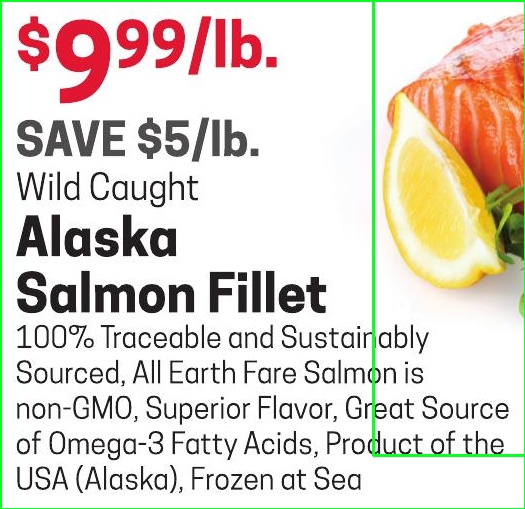 $9.99/lb.
SAVE $5/lb.
Wild Caught
Alaska
Salmon Fillet
100% Traceable and Sustainably
Sourced, All Earth Fare Salmon is
non-GMO, Superior Flavor, Great Source
of Omega-3 Fatty Acids, Product of the
USA (Alaska), Frozen at Sea